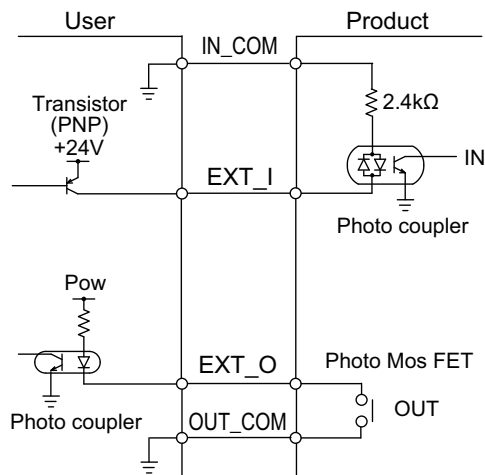 User
Product
IN_COM
Transistor
(PNP)
+24V
2.4kΩ
IN
EXT_I
Photo coupler
Pow
EXT_O
Photo Mos FET
Photo coupler
OUT_COM
OUT